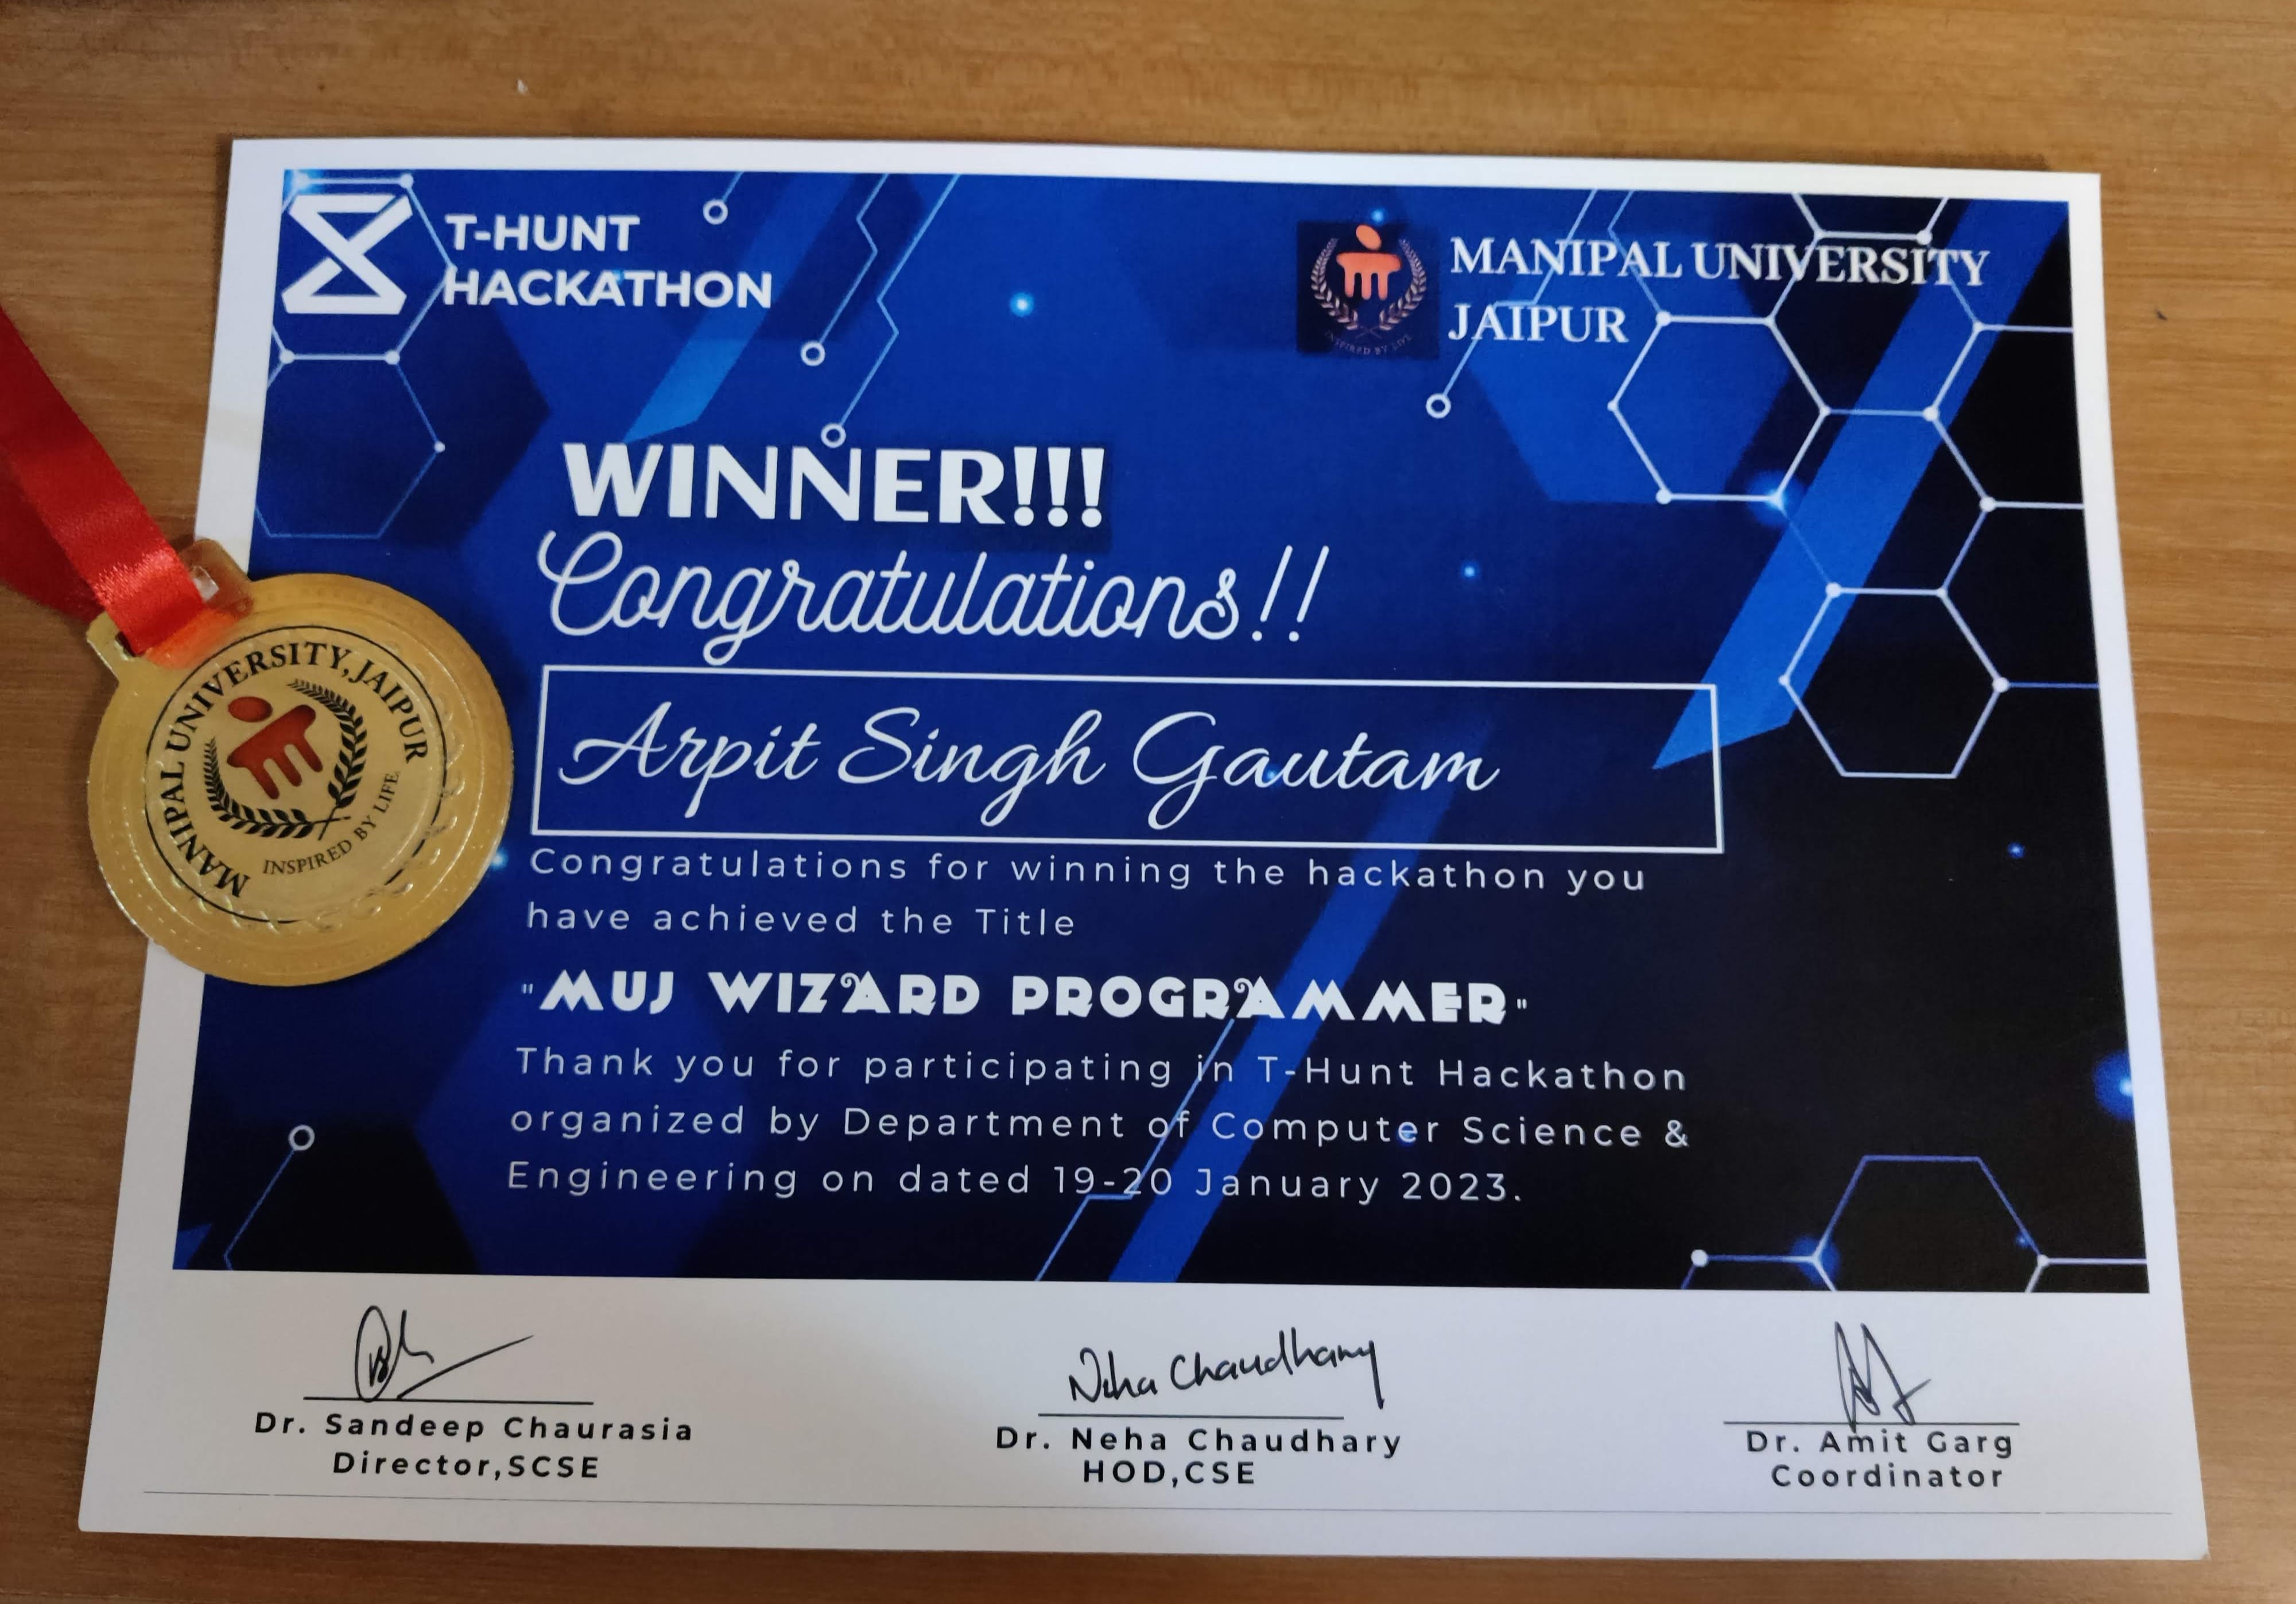 T-HUNT
HACKATHON
MANIPAL UNIVERSITY
JAIPUR
INSPIRED BY LIFE
WINNER!!!
Congratulations!!
Arpit Singh Gautam
Congratulations for winning the hackathon you
have achieved the Title
"MUJ WIZARD PROGRAMMER"
Thank you for participating in T-Hunt Hackathon
organized by Department of Computer Science &
Engineering on dated 19-20 January 2023.
MANIPAL UNIVERSITY, JAIPUR
INSPIRED BY LIFE
Neha Chaudhary
Dr. Sandeep Chaurasia
Director,SCSE
Dr. Neha Chaudhary
HOD,CSE
Dr. Amit Garg
Coordinator